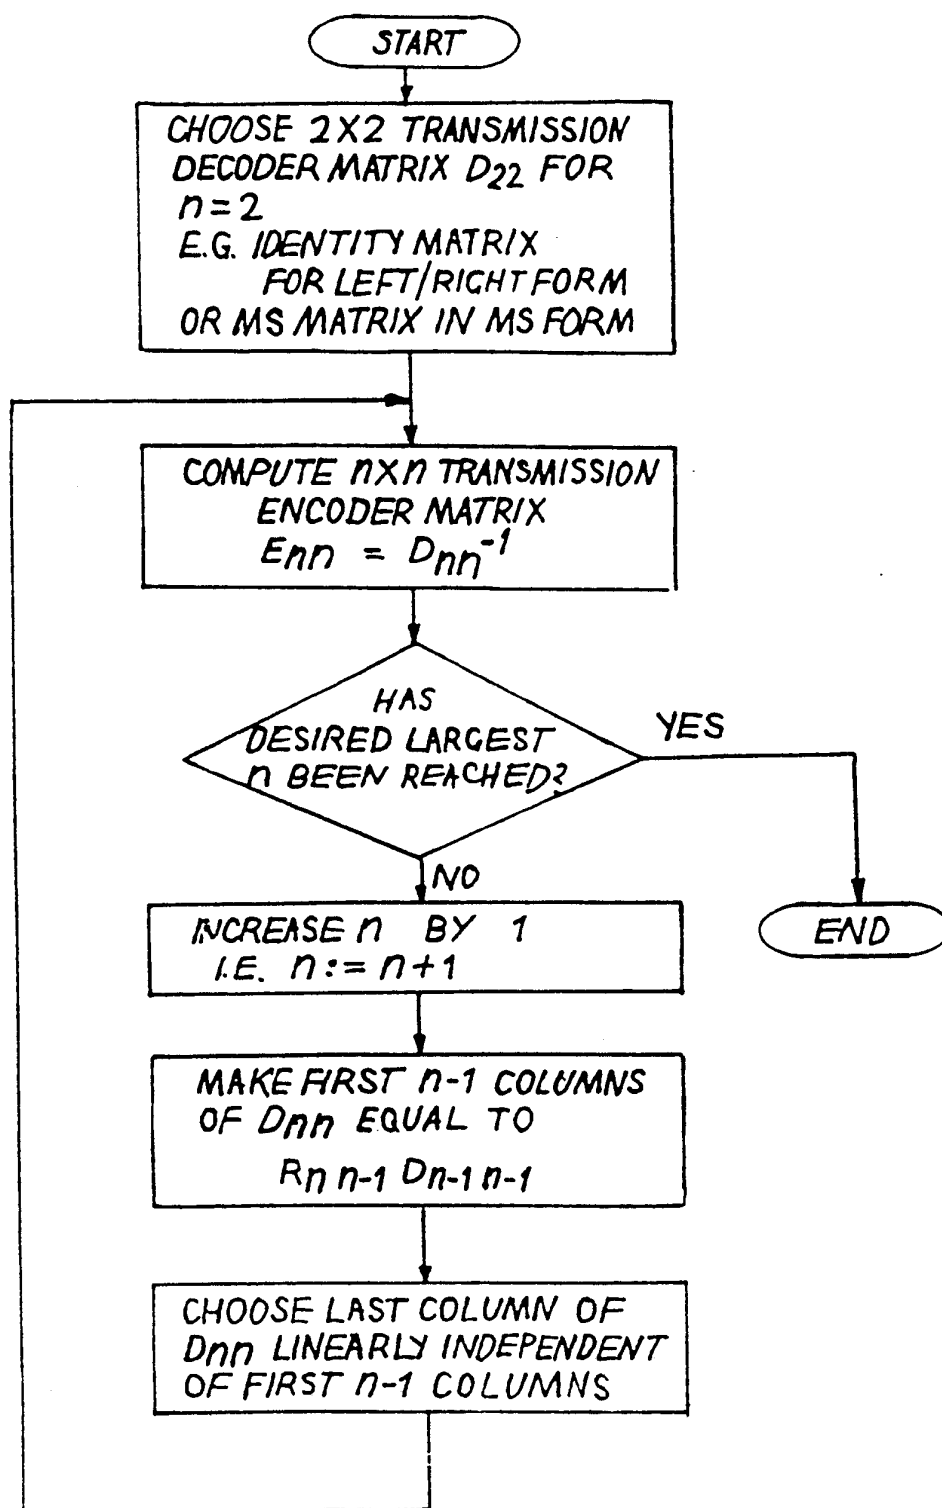 START
CHOOSE 2X2 TRANSMISSION
DECODER MATRIX D22 FOR
n=2
E.G. IDENTITY MATRIX
FOR LEFT/RIGHT FORM
OR MS MATRIX IN MS FORM
COMPUTE nXn TRANSMISSION
ENCODER MATRIX
Enn = Dnn-1
HAS
DESIRED LARGEST
n BEEN REACHED?
YES
NO
INCREASE n BY 1
I.E. n:= n+1
END
MAKE FIRST n-1 COLUMNS
OF Dnn EQUAL TO
Rn n-1 Dn-1 n-1
CHOOSE LAST COLUMN OF
Dnn LINEARLY INDEPENDENT
OF FIRST n-1 COLUMNS